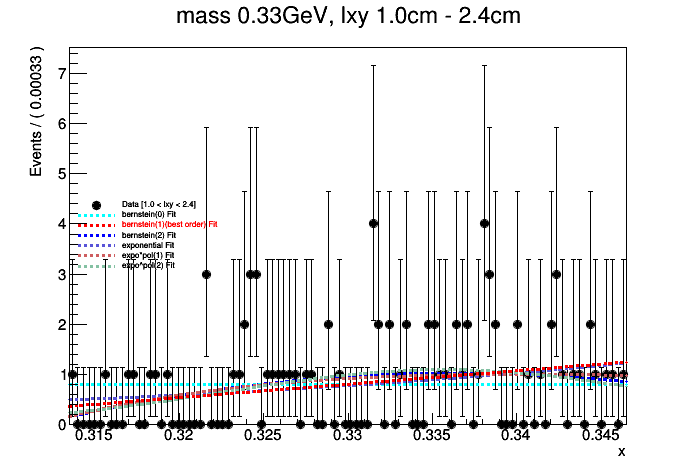 mass 0.33GeV, lxy 1.0cm - 2.4cm
Events / ( 0.00033 )
7
6
5
4
3
2
1
0
Data [1.0 < lxy < 2.4]
bernstein(0) Fit
bernstein(1)(best order) Fit
bernstein(2) Fit
exponential Fit
expo*pol(1) Fit
expo*pol(2) Fit
0.315 0.32 0.325 0.33 0.335 0.34 0.345
x